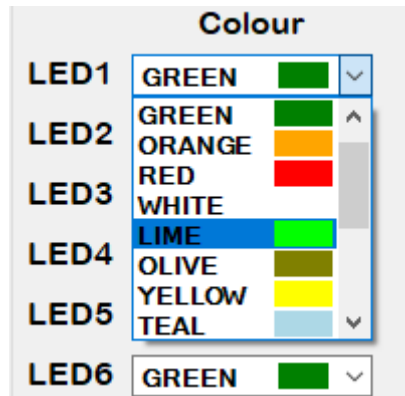 Colour
LED1 GREEN
GREEN
LED2 ORANGE
RED
LED3 WHITE
LIME
LED4 OLIVE
YELLOW
LED5 TEAL
LED6 GREEN